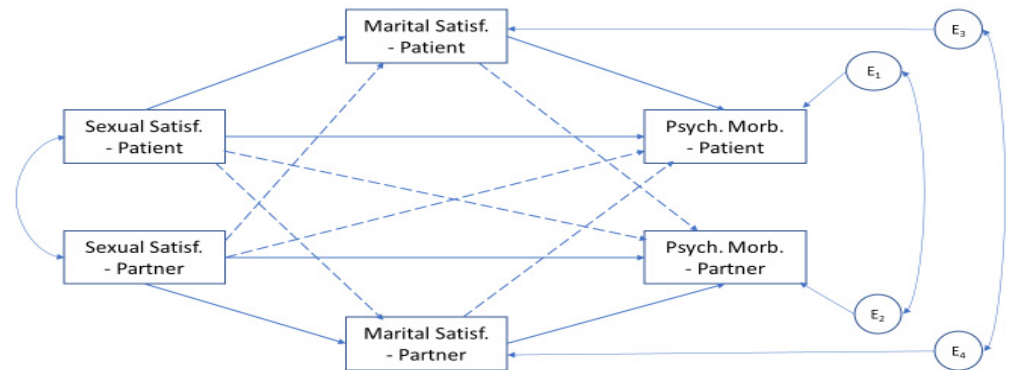 Marital Satisf.
- Patient
E3
E1
Sexual Satisf.
- Patient
Psych. Morb.
- Patient
Sexual Satisf.
- Partner
Psych. Morb.
- Partner
E2
Marital Satisf.
- Partner
E4